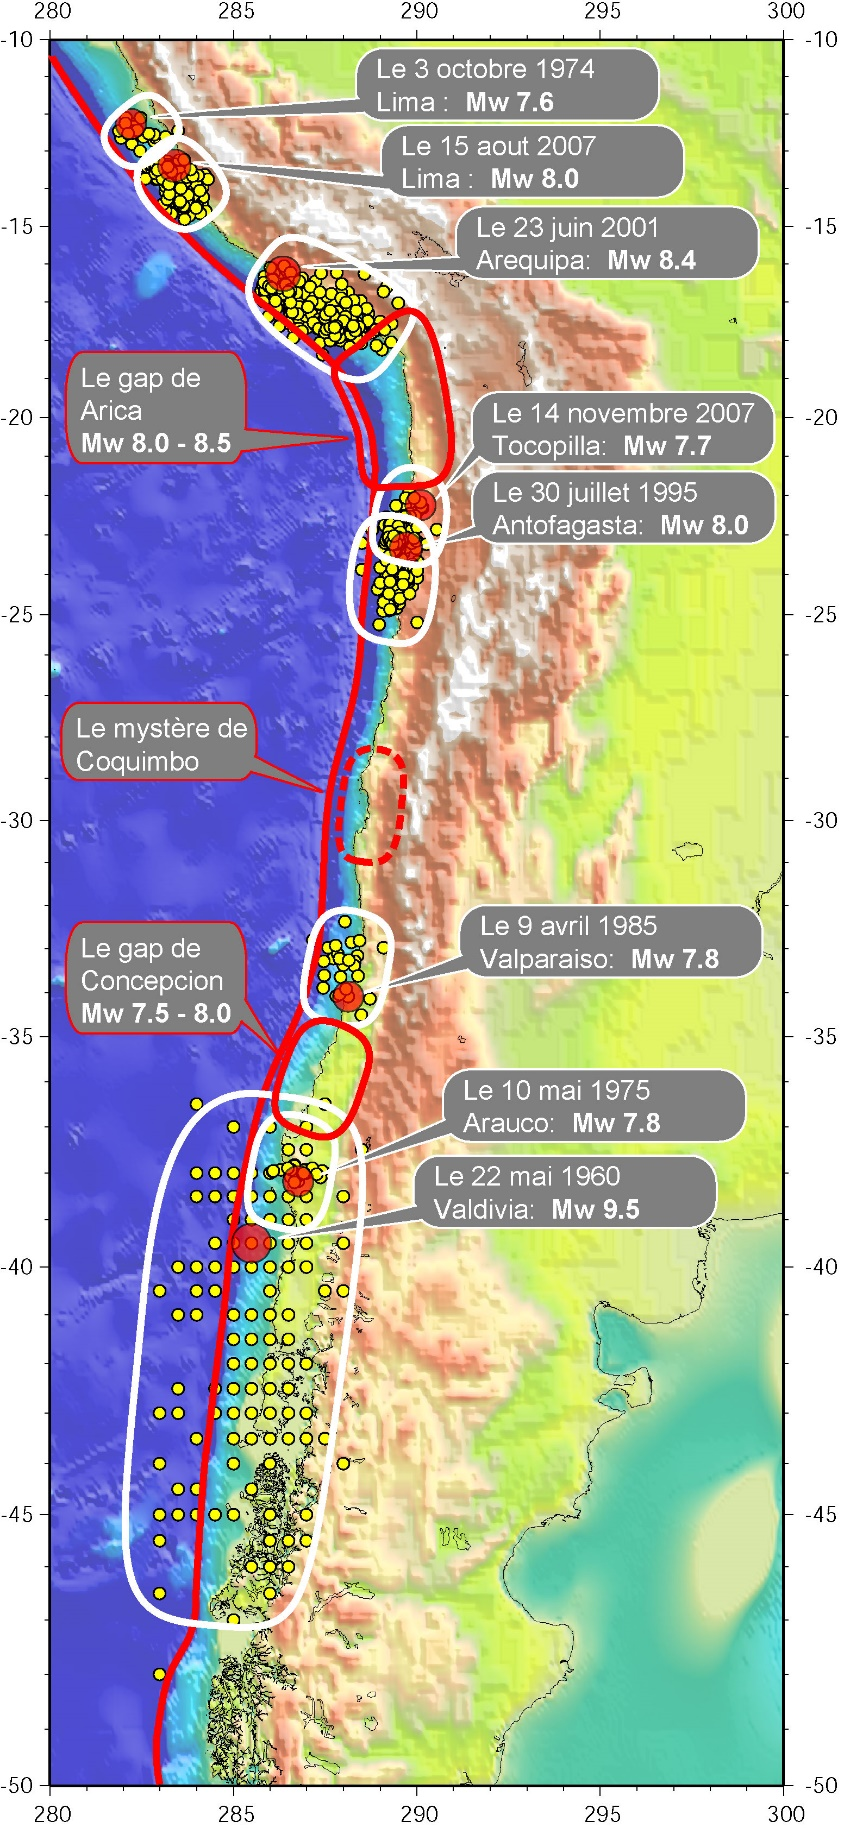 280 285 290 295 300
-10 -10
Le 3 octobre 1974
Lima : Mw 7.6
Le 15 aout 2007
Lima : Mw 8.0
-15 -15
Le 23 juin 2001
Arequipa: Mw 8.4
Le gap de
Arica
Mw 8.0 - 8.5
-20 -20
Le 14 novembre 2007
Tocopilla: Mw 7.7
Le 30 juillet 1995
Antofagasta: Mw 8.0
-25 -25
Le mystère de
Coquimbo
-30 -30
Le 9 avril 1985
Valparaiso: Mw 7.8
Le gap de
Concepcion
Mw 7.5 - 8.0
-35 -35
Le 10 mai 1975
Arauco: Mw 7.8
Le 22 mai 1960
Valdivia: Mw 9.5
-40 -40
-45 -45
-50 -50
280 285 290 295 300